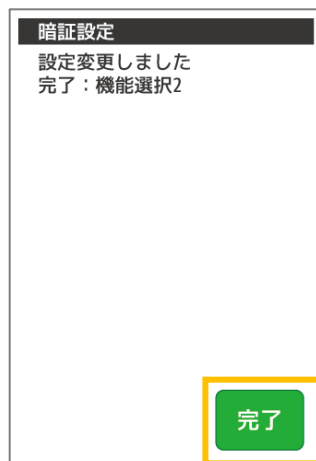 暗証設定
設定変更しました
完了：機能選択2
完了